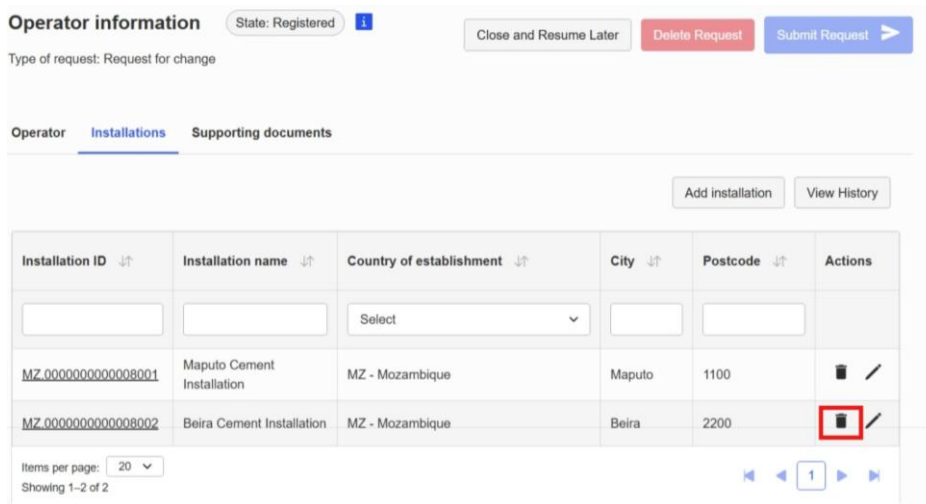 Operator information State: Registered i Close and Resume Later Delete Request Submit Request
Type of request: Request for change
Operator Installations Supporting documents
Add installation View History
Installation ID Installation name Country of establishment City Postcode Actions
Select
MZ.0000000000008001 Maputo Cement Installation MZ - Mozambique Maputo 1100
MZ.0000000000008002 Beira Cement Installation MZ - Mozambique Beira 2200
Items per page: 20
Showing 1–2 of 2
1